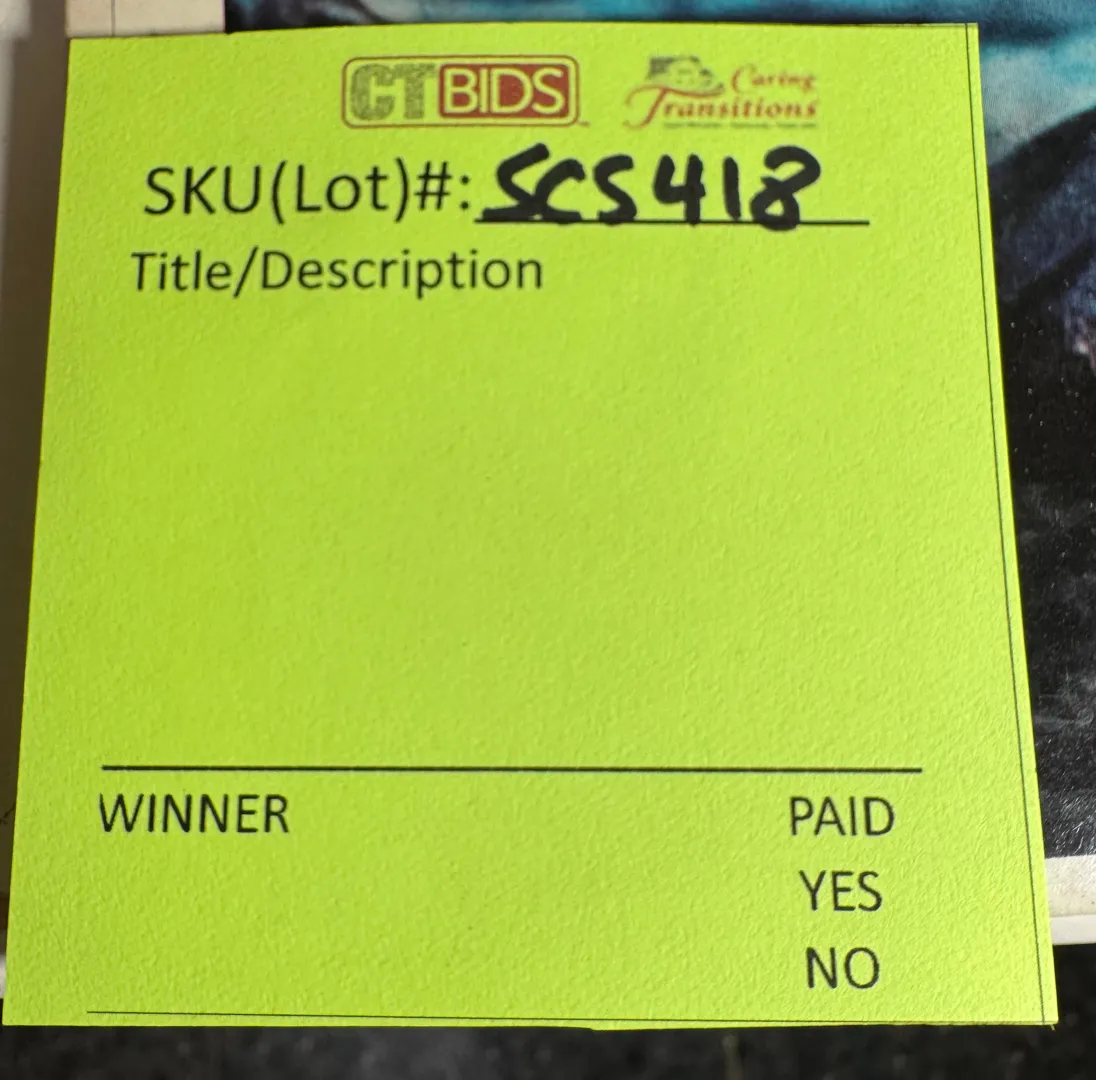 CTBIDS
Caring
Transitions
SKU(Lot)#: SCS418
Title/Description
WINNER
PAID
YES
NO